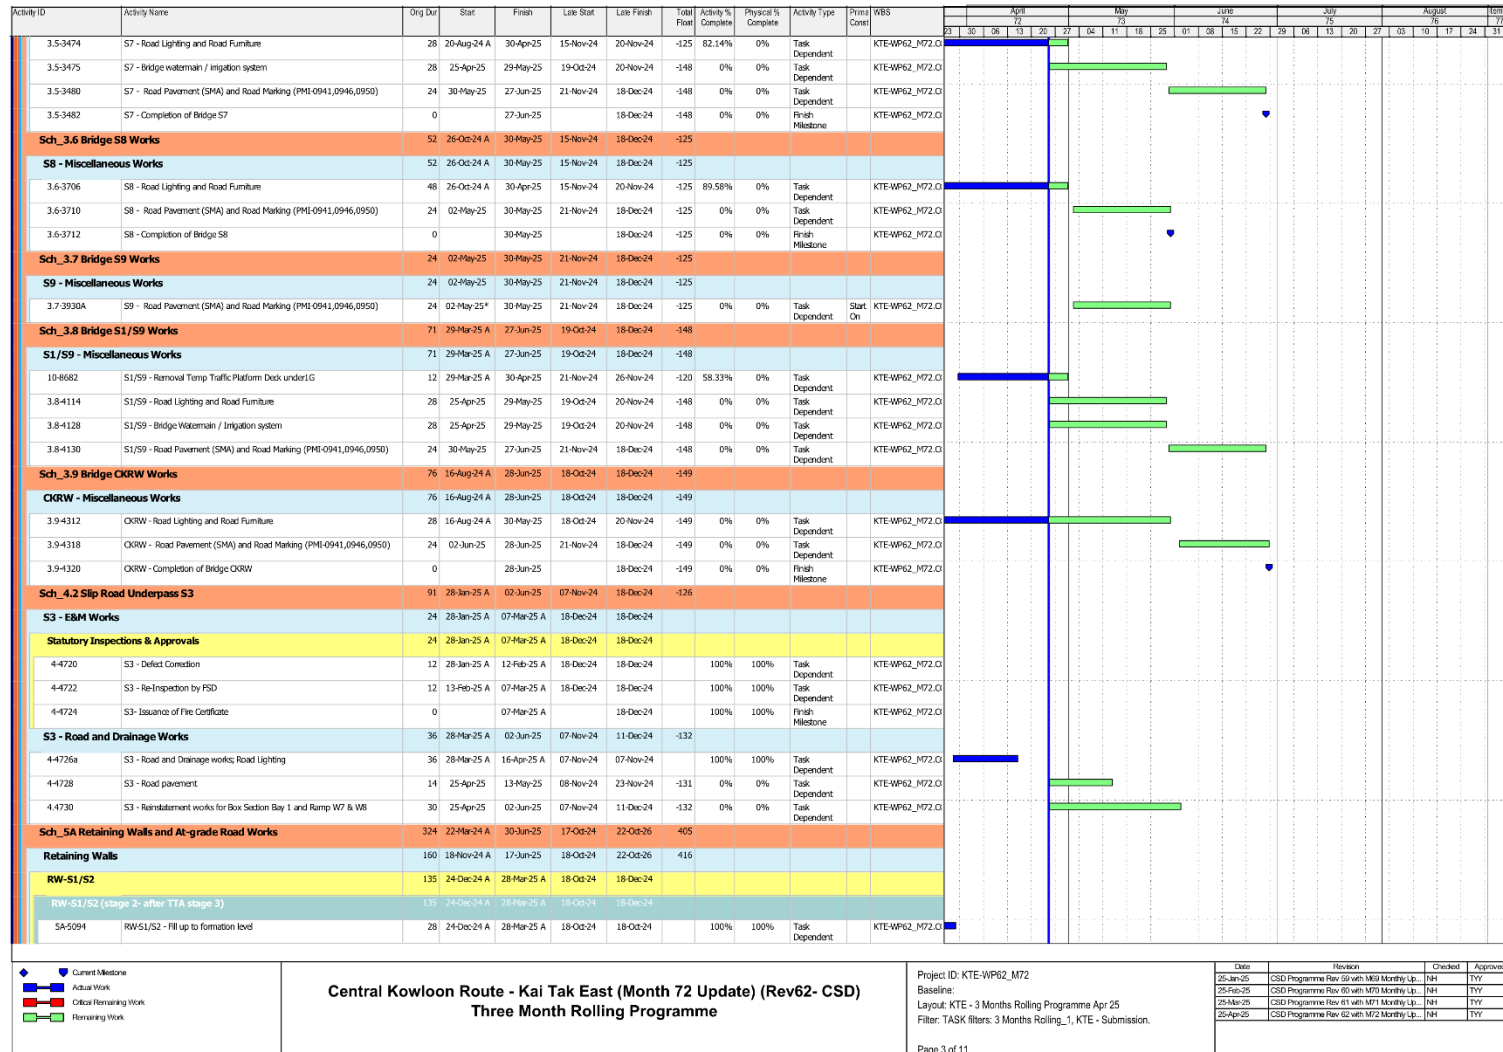 Activity ID Activity Name Orig Dur Start Finish Late Start Late Finish Total Float Activity % Complete Physical % Complete Activity Type Prima Const WBS
April May June July August
72 73 74 75 76 77
23 30 06 13 20 27 04 11 18 25 01 08 15 22 29 06 13 20 27 03 10 17 24 31
3.5-3474 S7 - Road Lighting and Road Furniture 28 20-Aug-24 A 30-Apr-25 15-Nov-24 20-Nov-24 -125 82.14% 0% Task Dependent KTE-WP62_M72.C
3.5-3475 S7 - Bridge watermain / irrigation system 28 25-Apr-25 29-May-25 19-Oct-24 20-Nov-24 -148 0% 0% Task Dependent KTE-WP62_M72.C
3.5-3480 S7 - Road Pavement (SMA) and Road Marking (PMI-0941,0946,0950) 24 30-May-25 27-Jun-25 21-Nov-24 18-Dec-24 -148 0% 0% Task Dependent KTE-WP62_M72.C
3.5-3482 S7 - Completion of Bridge S7 0 27-Jun-25 18-Dec-24 -148 0% 0% Finish Milestone KTE-WP62_M72.C
Sch_3.6 Bridge S8 Works 52 26-Oct-24 A 30-May-25 15-Nov-24 18-Dec-24 -125
S8 - Miscellaneous Works 52 26-Oct-24 A 30-May-25 15-Nov-24 18-Dec-24 -125
3.6-3706 S8 - Road Lighting and Road Furniture 48 26-Oct-24 A 30-Apr-25 15-Nov-24 20-Nov-24 -125 89.58% 0% Task Dependent KTE-WP62_M72.C
3.6-3710 S8 - Road Pavement (SMA) and Road Marking (PMI-0941,0946,0950) 24 02-May-25 30-May-25 21-Nov-24 18-Dec-24 -125 0% 0% Task Dependent KTE-WP62_M72.C
3.6-3712 S8 - Completion of Bridge S8 0 30-May-25 18-Dec-24 -125 0% 0% Finish Milestone KTE-WP62_M72.C
Sch_3.7 Bridge S9 Works 24 02-May-25 30-May-25 21-Nov-24 18-Dec-24 -125
S9 - Miscellaneous Works 24 02-May-25 30-May-25 21-Nov-24 18-Dec-24 -125
3.7-3930A S9 - Road Pavement (SMA) and Road Marking (PMI-0941,0946,0950) 24 02-May-25* 30-May-25 21-Nov-24 18-Dec-24 -125 0% 0% Task Dependent Start On KTE-WP62_M72.C
Sch_3.8 Bridge S1/S9 Works 71 29-Mar-25 A 27-Jun-25 19-Oct-24 18-Dec-24 -148
S1/S9 - Miscellaneous Works 71 29-Mar-25 A 27-Jun-25 19-Oct-24 18-Dec-24 -148
10-8682 S1/S9 - Removal Temp Traffic Platform Deck under1G 12 29-Mar-25 A 30-Apr-25 21-Nov-24 26-Nov-24 -120 58.33% 0% Task Dependent KTE-WP62_M72.C
3.8-4114 S1/S9 - Road Lighting and Road Furniture 28 25-Apr-25 29-May-25 19-Oct-24 20-Nov-24 -148 0% 0% Task Dependent KTE-WP62_M72.C
3.8-4128 S1/S9 - Bridge Watermain / Irrigation system 28 25-Apr-25 29-May-25 19-Oct-24 20-Nov-24 -148 0% 0% Task Dependent KTE-WP62_M72.C
3.8-4130 S1/S9 - Road Pavement (SMA) and Road Marking (PMI-0941,0946,0950) 24 30-May-25 27-Jun-25 21-Nov-24 18-Dec-24 -148 0% 0% Task Dependent KTE-WP62_M72.C
Sch_3.9 Bridge CKRW Works 76 16-Aug-24 A 28-Jun-25 18-Oct-24 18-Dec-24 -149
CKRW - Miscellaneous Works 76 16-Aug-24 A 28-Jun-25 18-Oct-24 18-Dec-24 -149
3.9-4312 CKRW - Road Lighting and Road Furniture 28 16-Aug-24 A 30-May-25 18-Oct-24 20-Nov-24 -149 0% 0% Task Dependent KTE-WP62_M72.C
3.9-4318 CKRW - Road Pavement (SMA) and Road Marking (PMI-0941,0946,0950) 24 02-Jun-25 28-Jun-25 21-Nov-24 18-Dec-24 -149 0% 0% Task Dependent KTE-WP62_M72.C
3.9-4320 CKRW - Completion of Bridge CKRW 0 28-Jun-25 18-Dec-24 -149 0% 0% Finish Milestone KTE-WP62_M72.C
Sch_4.2 Slip Road Underpass S3 91 28-Jan-25 A 02-Jun-25 07-Nov-24 18-Dec-24 -126
S3 - E&M Works 24 28-Jan-25 A 07-Mar-25 A 18-Dec-24 18-Dec-24
Statutory Inspections & Approvals 24 28-Jan-25 A 07-Mar-25 A 18-Dec-24 18-Dec-24
4-4720 S3 - Defect Correction 12 28-Jan-25 A 12-Feb-25 A 18-Dec-24 18-Dec-24 100% 100% Task Dependent KTE-WP62_M72.C
4-4722 S3 - Re-Inspection by FSD 12 13-Feb-25 A 07-Mar-25 A 18-Dec-24 18-Dec-24 100% 100% Task Dependent KTE-WP62_M72.C
4-4724 S3- Issuance of Fire Certificate 0 07-Mar-25 A 18-Dec-24 100% 100% Finish Milestone KTE-WP62_M72.C
S3 - Road and Drainage Works 36 28-Mar-25 A 02-Jun-25 07-Nov-24 11-Dec-24 -132
4-4726a S3 - Road and Drainage works; Road Lighting 36 28-Mar-25 A 16-Apr-25 A 07-Nov-24 07-Nov-24 100% 100% Task Dependent KTE-WP62_M72.C
4-4728 S3 - Road pavement 14 25-Apr-25 13-May-25 08-Nov-24 23-Nov-24 -131 0% 0% Task Dependent KTE-WP62_M72.C
4.4730 S3 - Reinstatement works for Box Section Bay 1 and Ramp W7 & W8 30 25-Apr-25 02-Jun-25 07-Nov-24 11-Dec-24 -132 0% 0% Task Dependent KTE-WP62_M72.C
Sch_5A Retaining Walls and At-grade Road Works 324 22-Mar-24 A 30-Jun-25 17-Oct-24 22-Oct-26 405
Retaining Walls 160 18-Nov-24 A 17-Jun-25 18-Oct-24 22-Oct-26 416
RW-S1/S2 135 24-Dec-24 A 28-Mar-25 A 18-Oct-24 18-Dec-24
RW-S1/S2 (stage 2- after TTA stage 3) 135 24-Dec-24 A 28-Mar-25 A 18-Oct-24 18-Dec-24
5A-5094 RW-S1/S2 - Fill up to formation level 28 24-Dec-24 A 28-Mar-25 A 18-Oct-24 18-Oct-24 100% 100% Task Dependent KTE-WP62_M72.C
Current Milestone
Actual Work
Critical Remaining Work
Remaining Work
Central Kowloon Route - Kai Tak East (Month 72 Update) (Rev62- CSD)
Three Month Rolling Programme
Project ID: KTE-WP62_M72
Baseline:
Layout: KTE - 3 Months Rolling Programme Apr 25
Filter: TASK filters: 3 Months Rolling_1, KTE - Submission.
Page 3 of 11
Date Revision Checked Approved
25-Jan-25 CSD Programme Rev 59 with M69 Monthly Up... NH TYY
25-Feb-25 CSD Programme Rev 60 with M70 Monthly Up... NH TYY
25-Mar-25 CSD Programme Rev 61 with M71 Monthly Up... NH TYY
25-Apr-25 CSD Programme Rev 62 with M72 Monthly Up... NH TYY